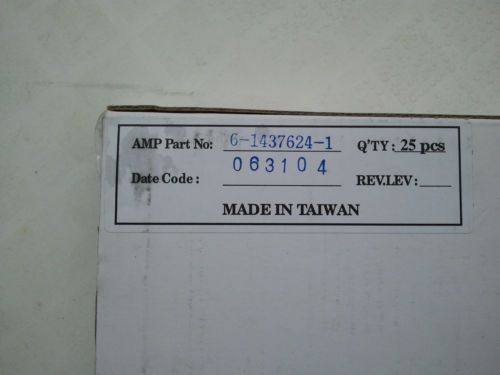 AMP Part No: 6-1437624-1 Q'TY: 25 pcs
063104
Date Code: REV.LEV:
MADE IN TAIWAN